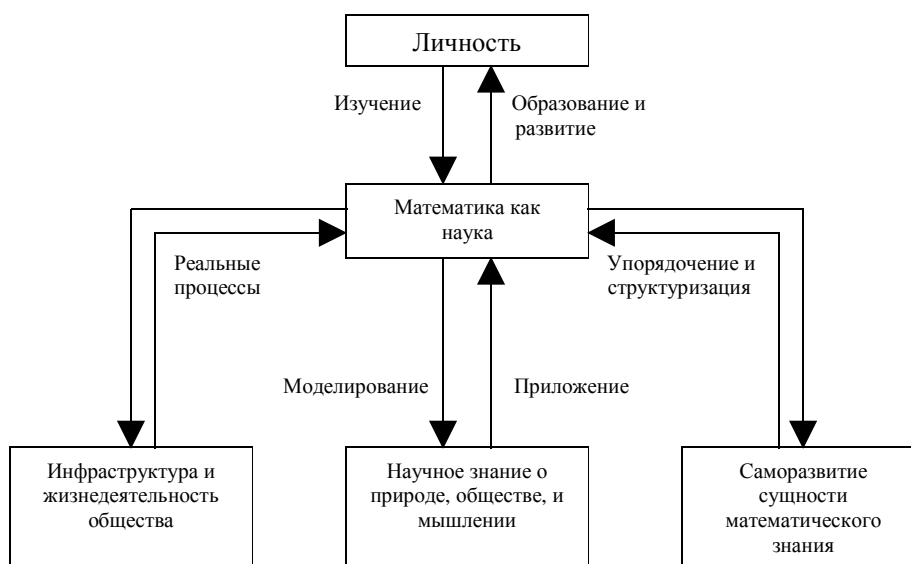 Личность
Изучение
Образование и
развитие
Математика как
наука
Реальные
процессы
Упорядочение и
структуризация
Моделирование
Приложение
Инфраструктура и
жизнедеятельность
общества
Научное знание о
природе, обществе, и
мышлении
Саморазвитие
сущности
математического
знания